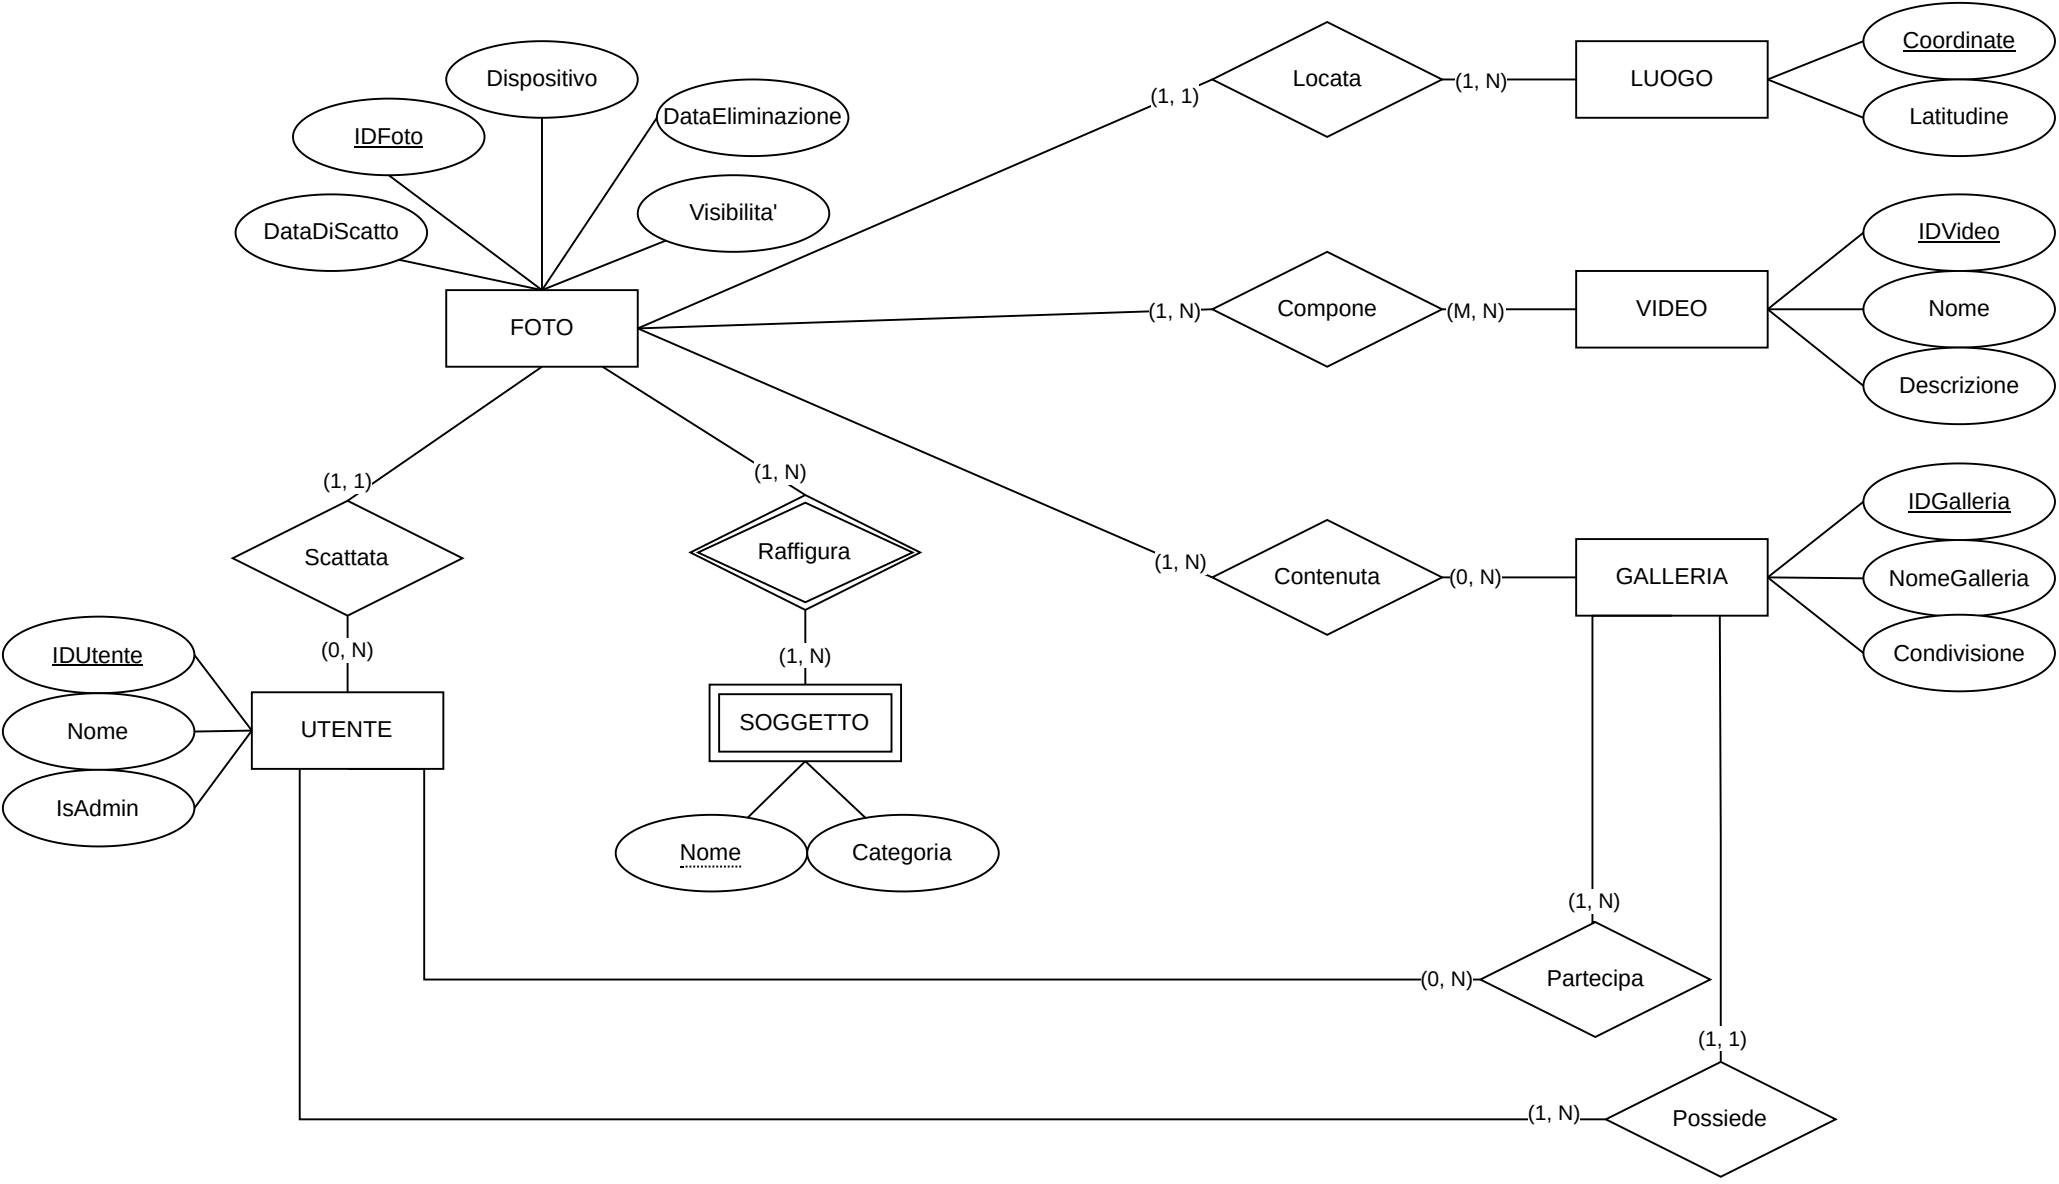 Coordinate
Dispositivo
Locata
LUOGO
(1, 1)
(1, N)
DataEliminazione
Latitudine
IDFoto
Visibilita'
DataDiScatto
IDVideo
FOTO
(1, N)
Compone
(M, N)
VIDEO
Nome
Descrizione
(1, 1)
(1, N)
IDGalleria
Scattata
Raffigura
(1, N)
Contenuta
(0, N)
GALLERIA
NomeGalleria
IDUtente
(0, N)
(1, N)
Condivisione
Nome
UTENTE
SOGGETTO
IsAdmin
Nome
Categoria
(1, N)
(0, N)
Partecipa
(1, 1)
(1, N)
Possiede